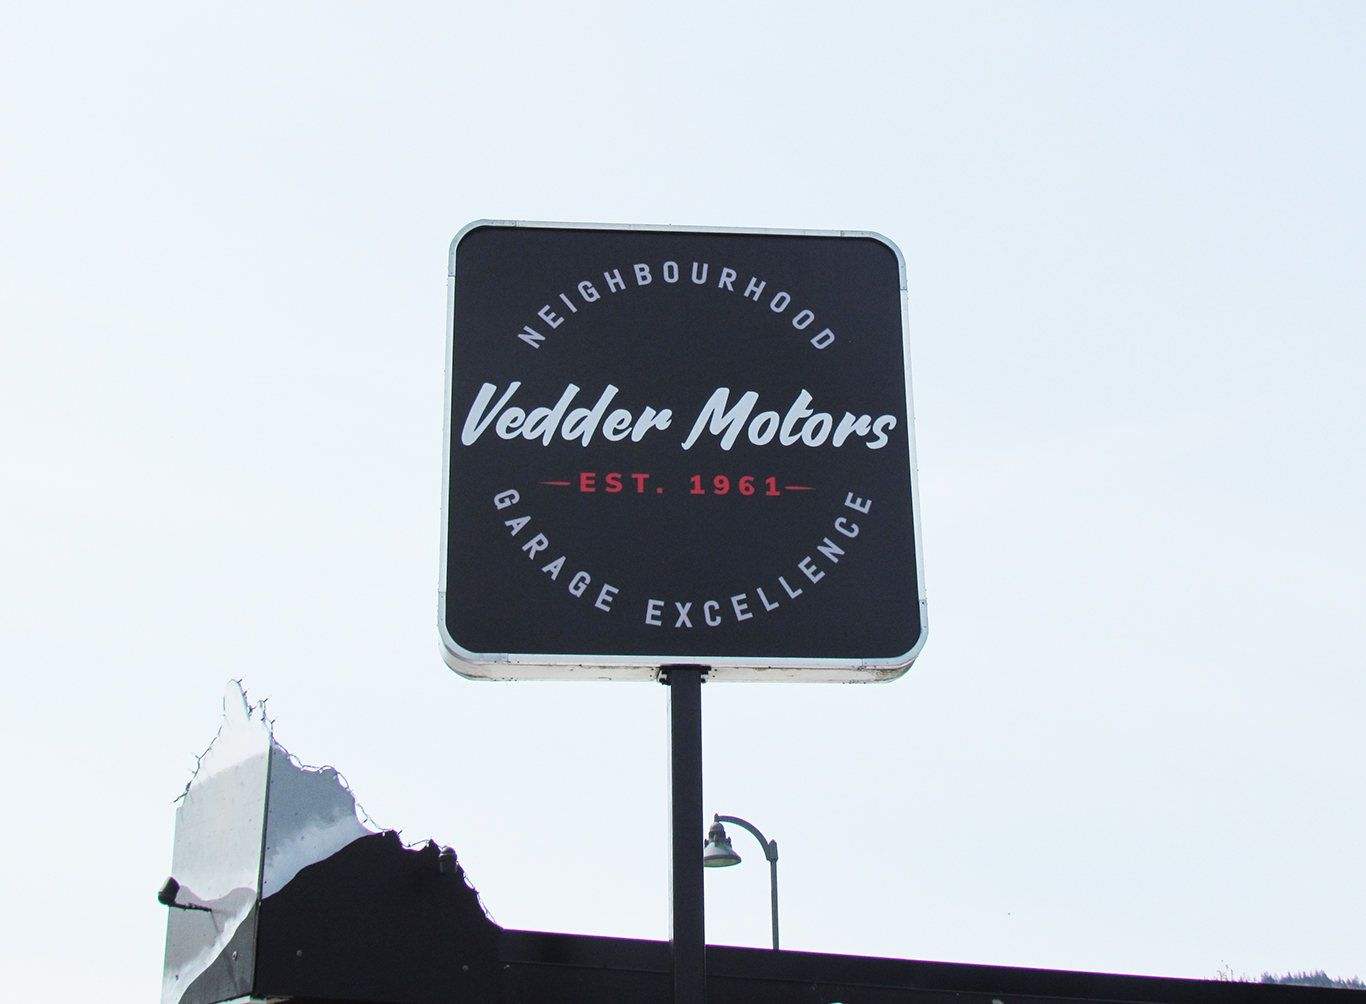 NEIGHBOURHOOD
Vedder Motors
EST. 1961
GARAGE EXCELLENCE